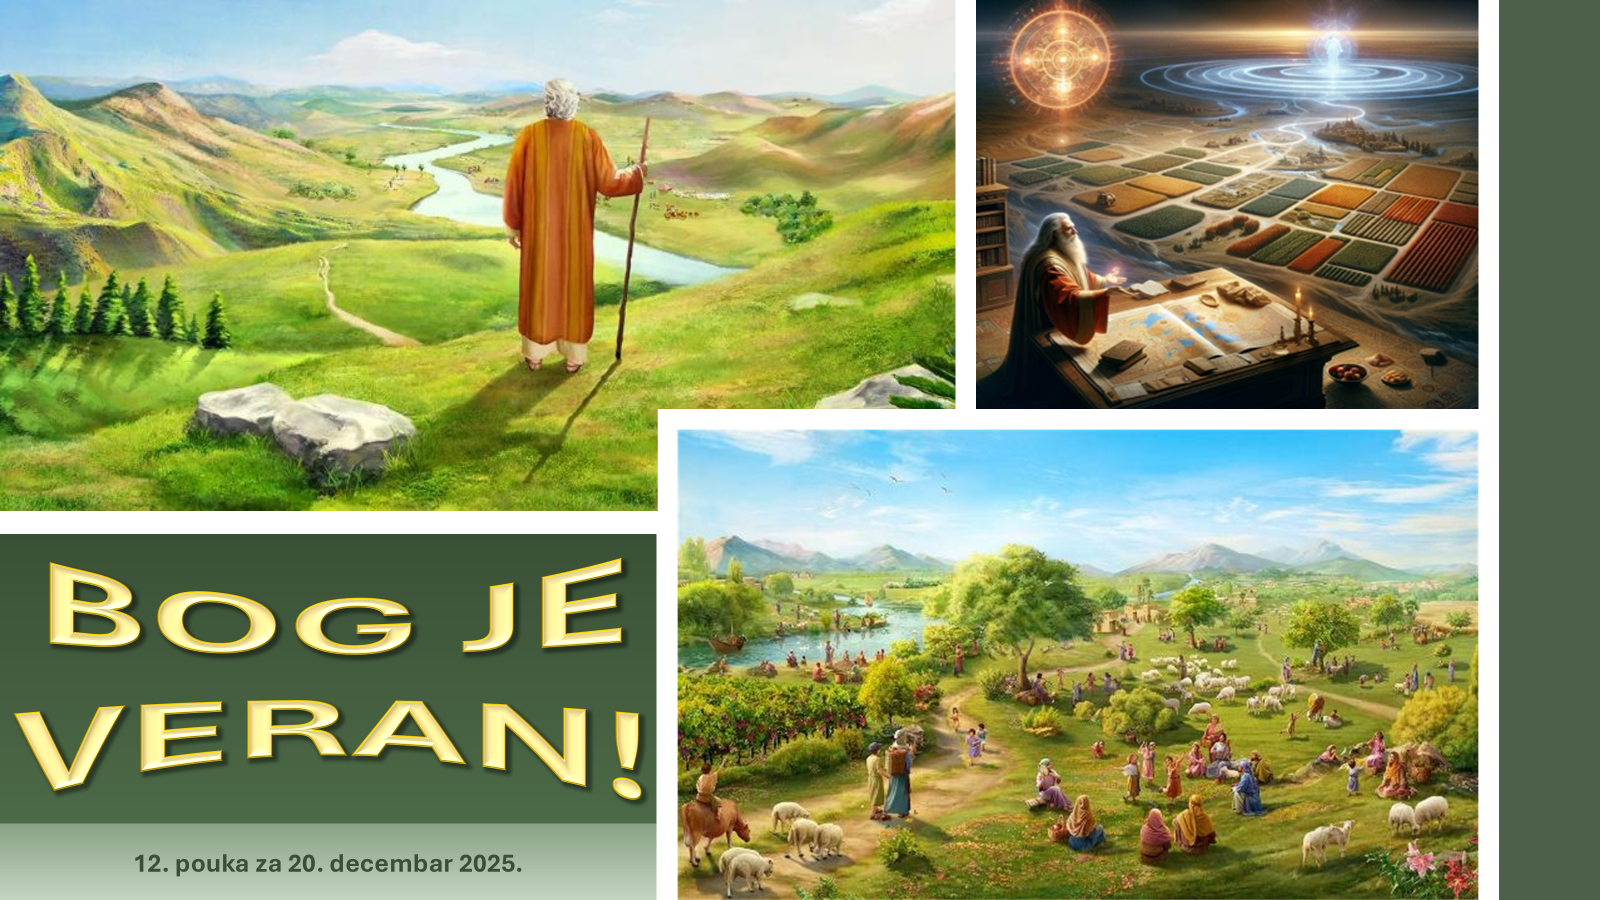 BOG JE
VERAN!
12. pouka za 20. decembar 2025.